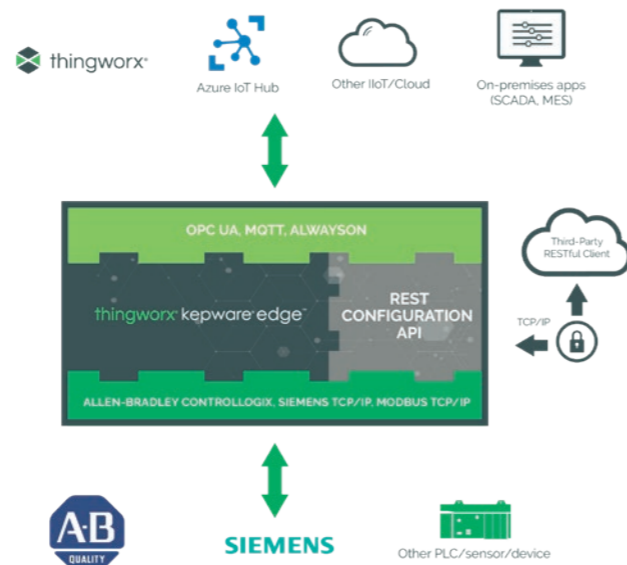 thingworx®
Azure IoT Hub
Other IIoT/Cloud
On-premises apps
(SCADA, MES)
OPC UA, MQTT, ALWAYSON
Third-Party
RESTful Client
thingworx® kepware® edge™
REST
CONFIGURATION
API
TCP/IP
ALLEN-BRADLEY CONTROLLOGIX, SIEMENS TCP/IP, MODBUS TCP/IP
A·B
QUALITY
SIEMENS
Other PLC/sensor/device